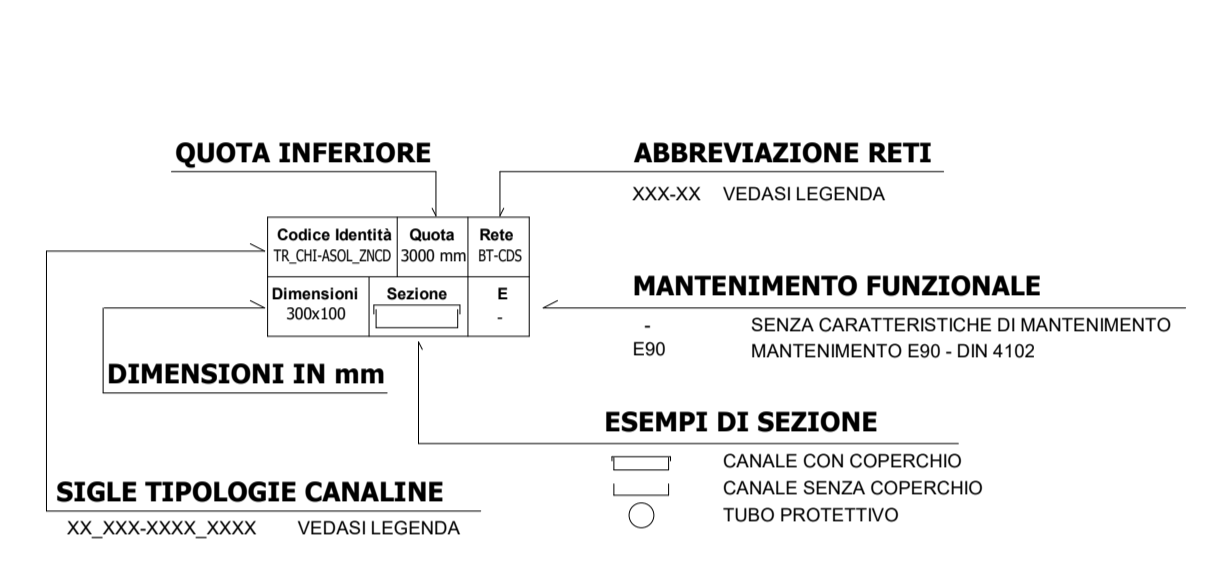 QUOTA INFERIORE
ABBREVIAZIONE RETI
XXX-XX VEDASI LEGENDA
Codice Identità Quota Rete
TR_CHI-ASOL_ZNCD 3000 mm BT-CDS
Dimensioni Sezione E
300x100 -
MANTENIMENTO FUNZIONALE
- SENZA CARATTERISTICHE DI MANTENIMENTO
E90 MANTENIMENTO E90 - DIN 4102
DIMENSIONI IN mm
ESEMPI DI SEZIONE
CANALE CON COPERCHIO
CANALE SENZA COPERCHIO
TUBO PROTETTIVO
SIGLE TIPOLOGIE CANALINE
XX_XXX-XXXX_XXXX VEDASI LEGENDA